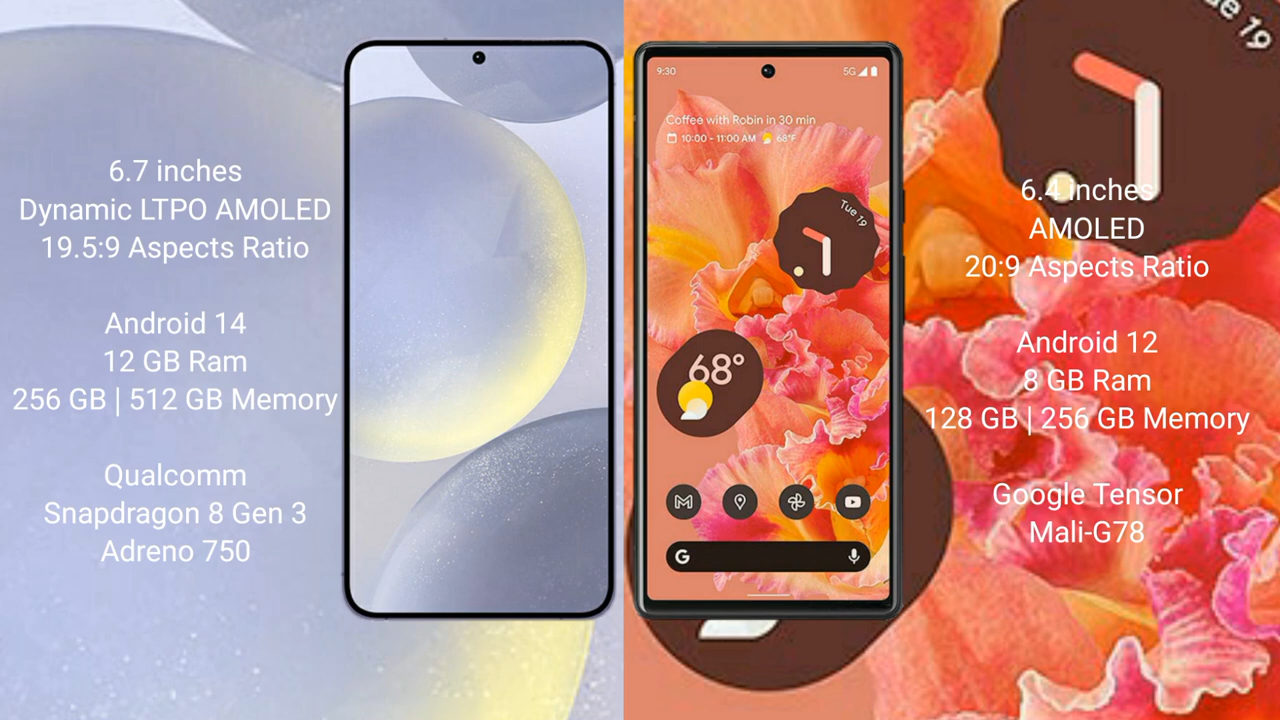 6.7 inches
Dynamic LTPO AMOLED
19.5:9 Aspects Ratio
Android 14
12 GB Ram
256 GB | 512 GB Memory
Qualcomm
Snapdragon 8 Gen 3
Adreno 750
9:30
5G
Coffee with Robin in 30 min
10:00 - 11:00 AM 68°F
Tue 19
68°
G
ue 19
6.4 inches
AMOLED
20:9 Aspects Ratio
Android 12
8 GB Ram
128 GB | 256 GB Memory
Google Tensor
Mali-G78